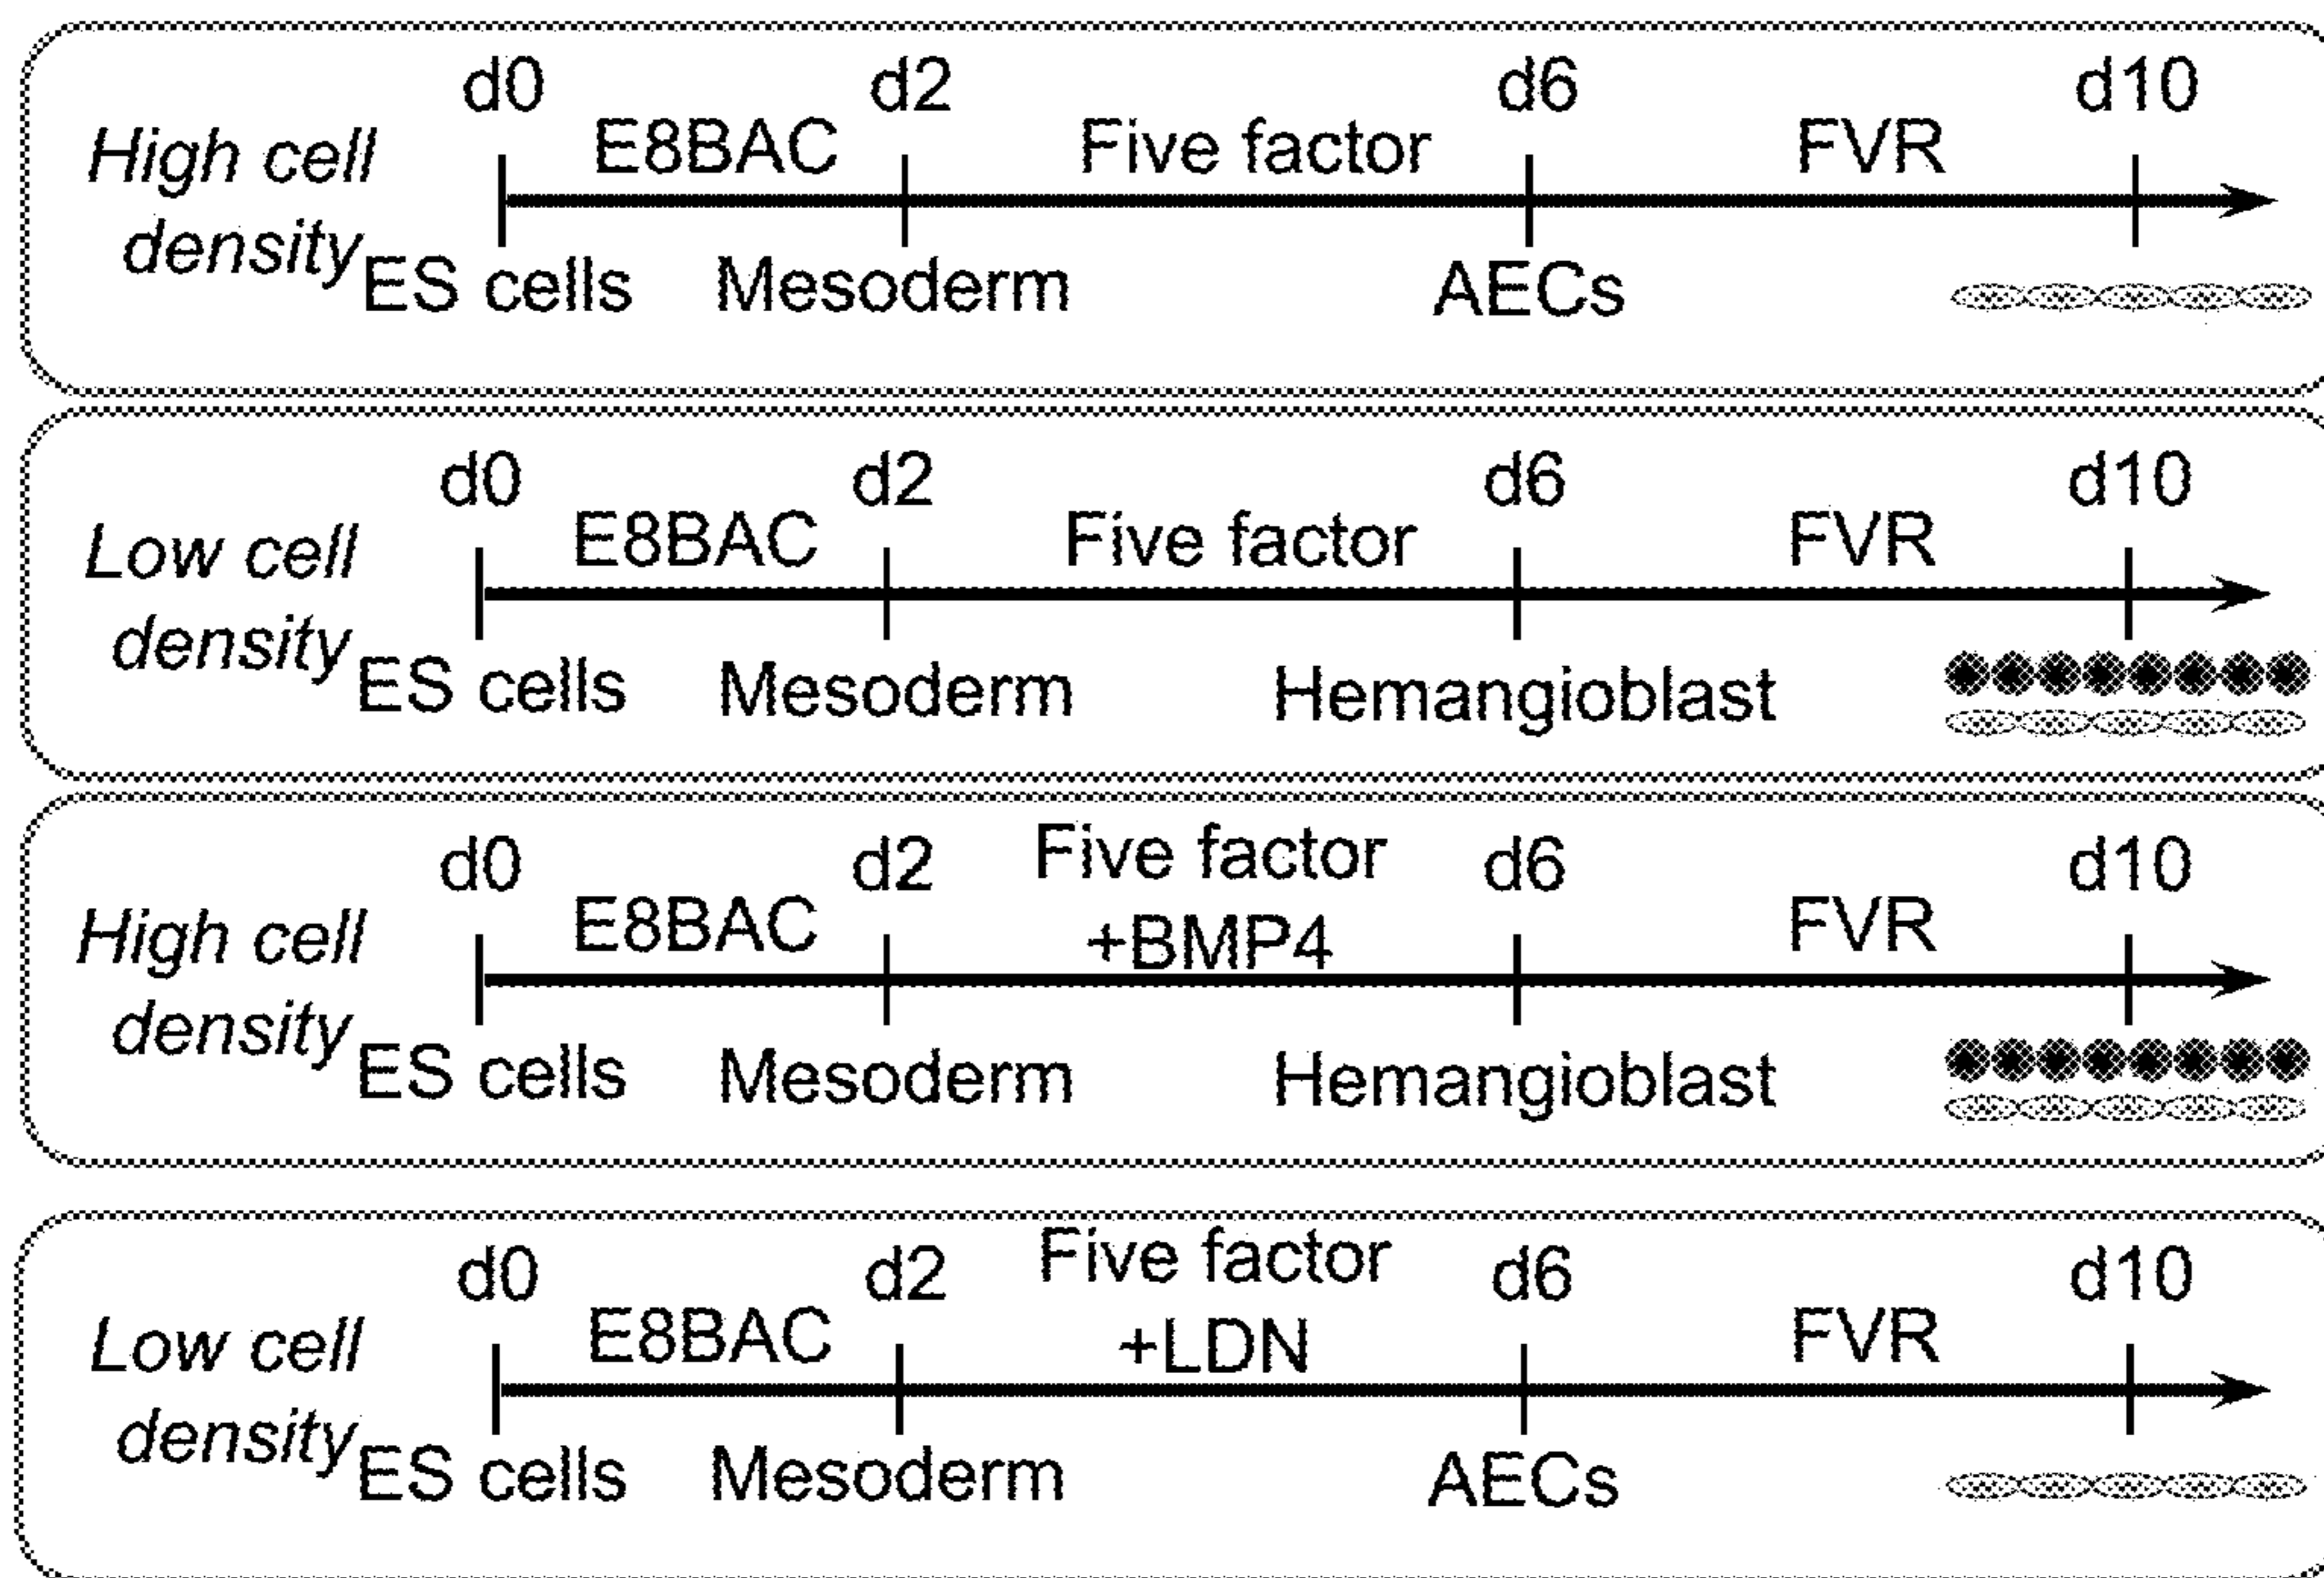 d0 d2 d6 d10
High cell
density
E8BAC Five factor FVR
ES cells Mesoderm AECs
d0 d2 d6 d10
Low cell
density
E8BAC Five factor FVR
ES cells Mesoderm Hemangioblast
d0 d2 d6 d10
High cell
density
E8BAC Five factor
+BMP4 FVR
ES cells Mesoderm Hemangioblast
d0 d2 d6 d10
Low cell
density
E8BAC Five factor
+LDN FVR
ES cells Mesoderm AECs